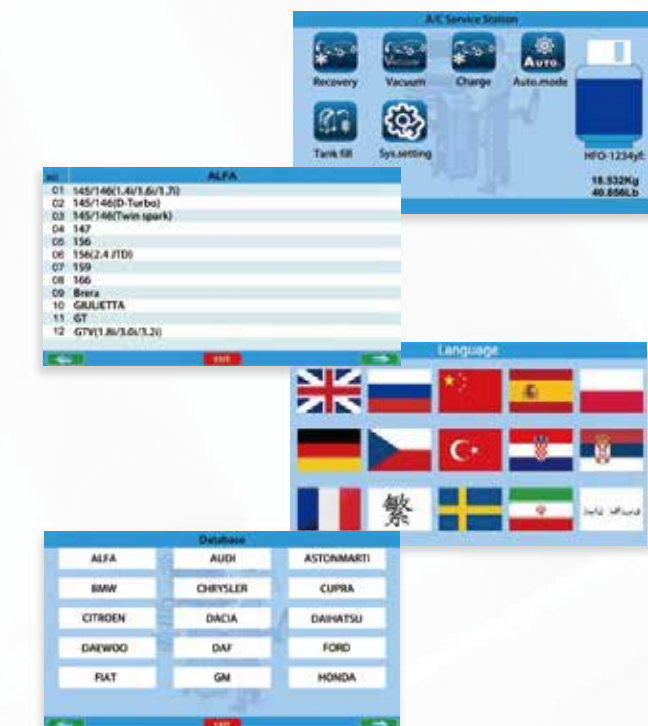 A/C Service Station
AUTO.
Recovery Vacuum Charge Auto.mode
Tank fill Sys.setting
HFO-1234yf:
18.532Kg
40.856Lb
NO. ALFA
01 145/146(1.4i/1.6i/1.7i)
02 145/146(D-Turbo)
03 145/146(Twin spark)
04 147
05 156
06 156(2.4 JTD)
07 159
08 166
09 Brera
10 GIULIETTA
11 GT
12 GTV(1.8i/3.0i/3.2i)
EXIT
Language
繁
Database
ALFA AUDI ASTONMARTI
BMW CHRYSLER CUPRA
CITROEN DACIA DAIHATSU
DAEWOO DAF FORD
FIAT GM HONDA
EXIT